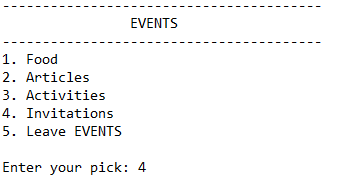 ----------------------------------------
EVENTS
----------------------------------------
1. Food
2. Articles
3. Activities
4. Invitations
5. Leave EVENTS
Enter your pick: 4